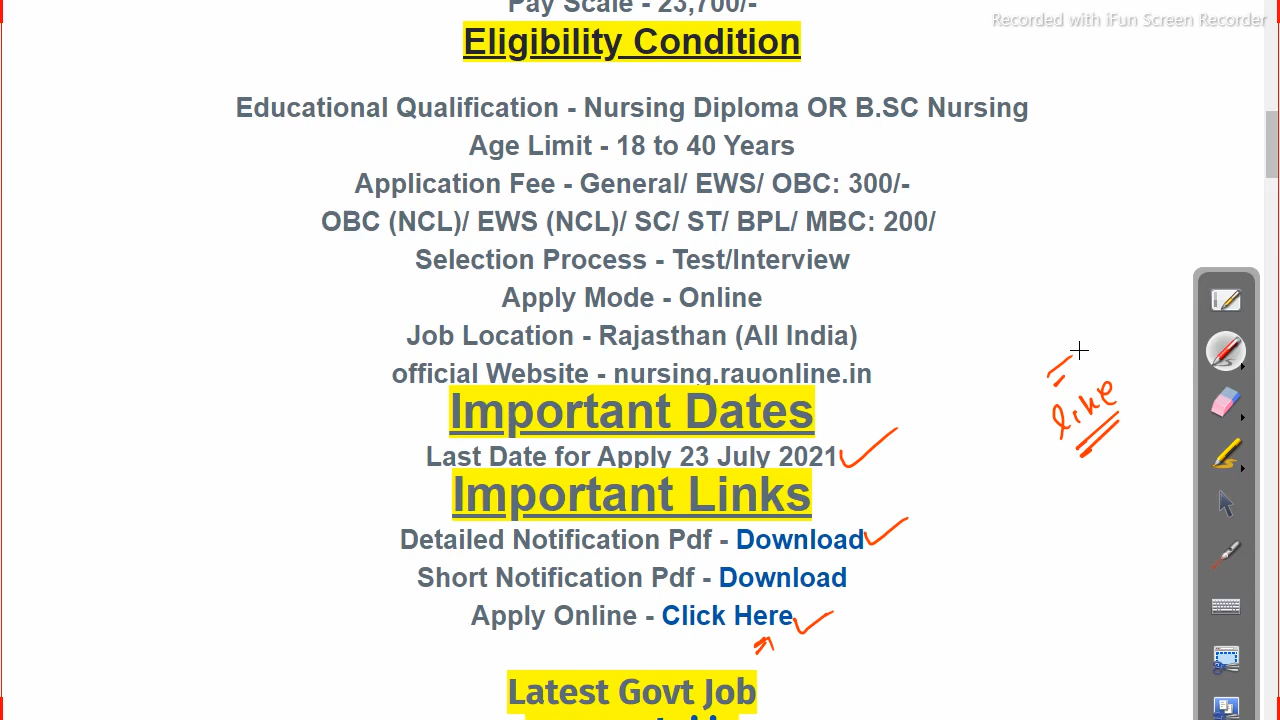 Pay Scale - 23,700/-
Recorded with iFun Screen Recorder
Eligibility Condition
Educational Qualification - Nursing Diploma OR B.SC Nursing
Age Limit - 18 to 40 Years
Application Fee - General/ EWS/ OBC: 300/-
OBC (NCL)/ EWS (NCL)/ SC/ ST/ BPL/ MBC: 200/
Selection Process - Test/Interview
Apply Mode - Online
Job Location - Rajasthan (All India)
official Website - nursing.rauonline.in
like
Important Dates
Last Date for Apply 23 July 2021
Important Links
Detailed Notification Pdf - Download
Short Notification Pdf - Download
Apply Online - Click Here
Latest Govt Job